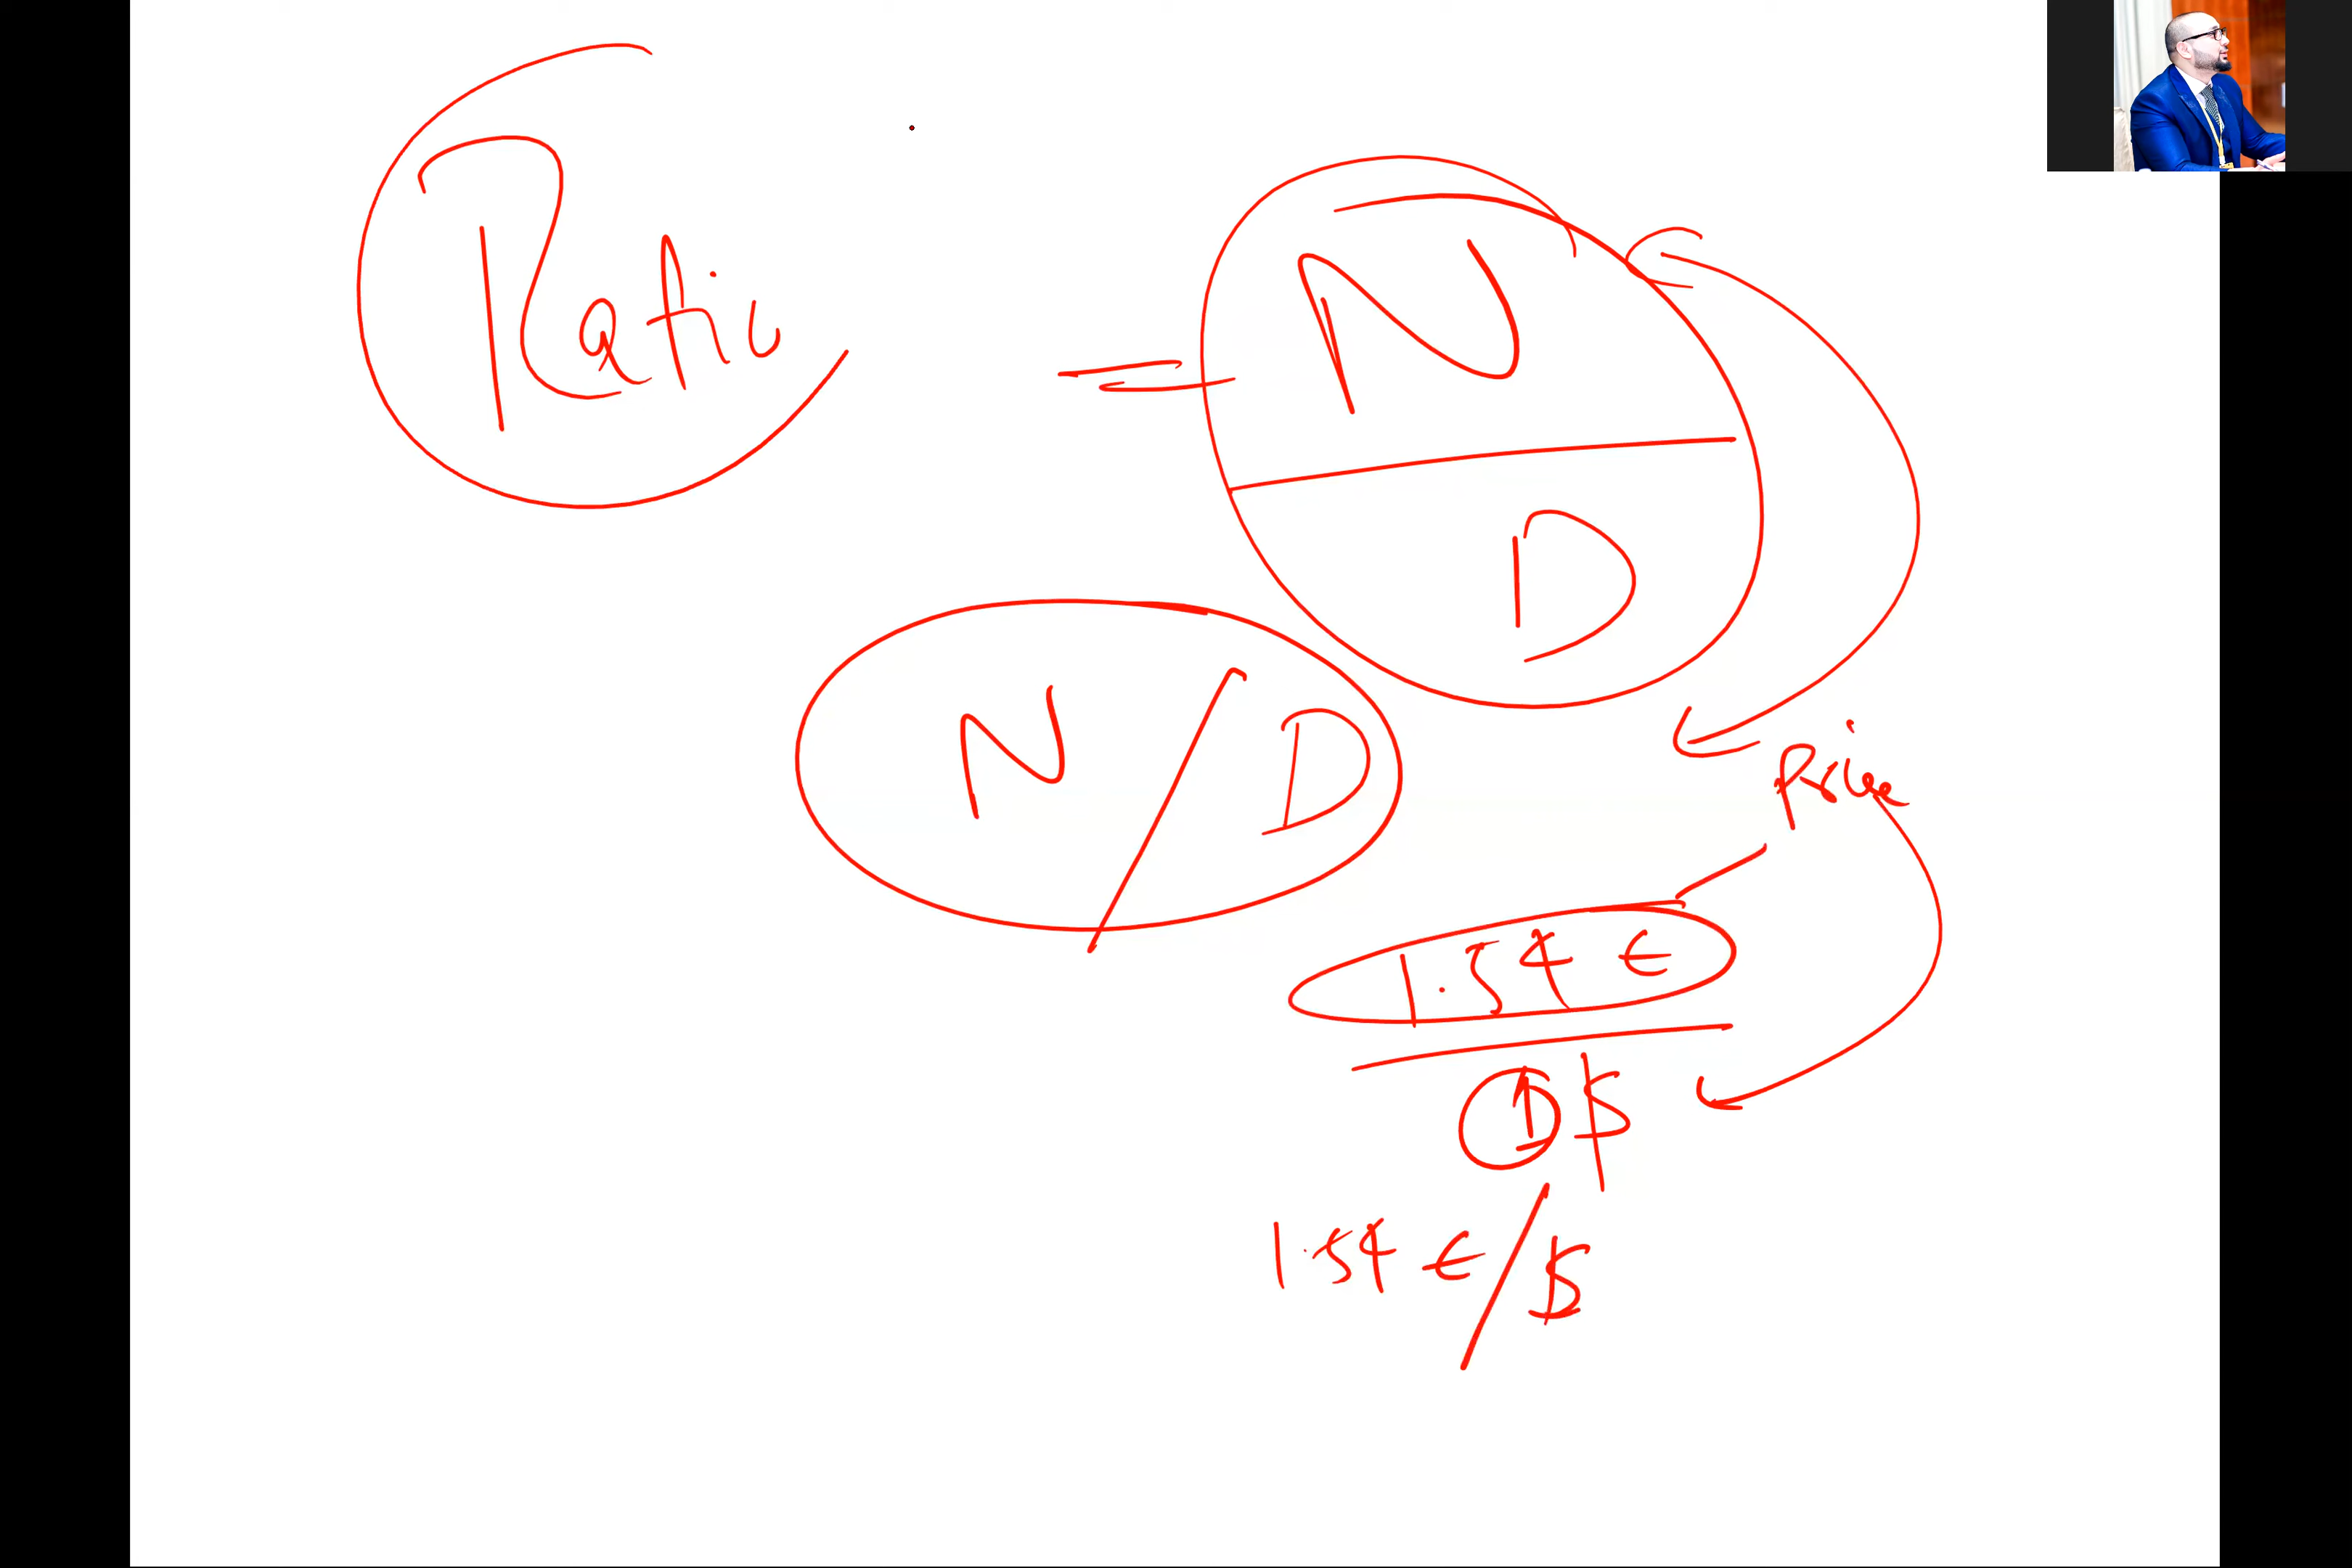 Ratio
=
N
D
N/D
Price
1.54 €
1 $
1.54 €/$